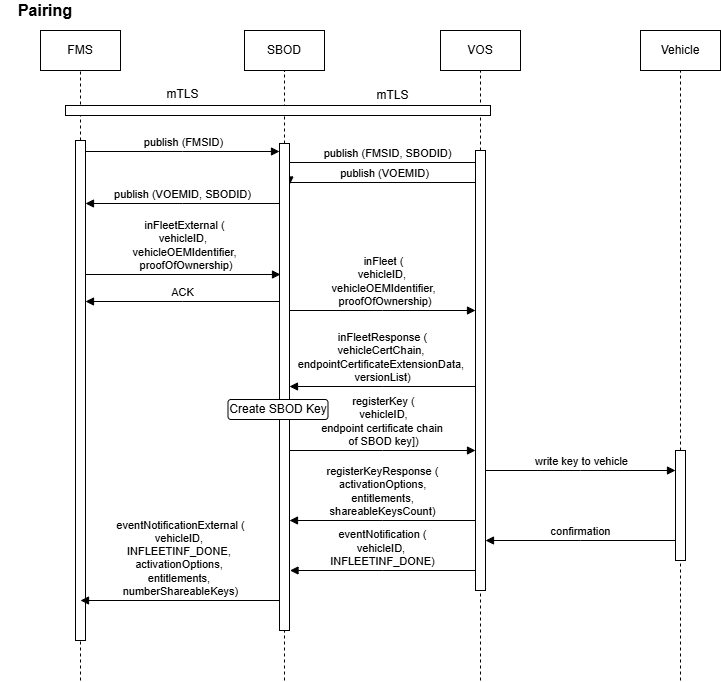 Pairing
FMS
SBOD
VOS
Vehicle
mTLS
mTLS
publish (FMSID)
publish (FMSID, SBODID)
publish (VOEMID)
publish (VOEMID, SBODID)
inFleetExternal (
vehicleID,
vehicleOEMIdentifier,
proofOfOwnership)
inFleet (
vehicleID,
vehicleOEMIdentifier,
proofOfOwnership)
ACK
inFleetResponse (
vehicleCertChain,
endpointCertificateExtensionData,
versionList)
Create SBOD Key
registerKey (
vehicleID,
endpoint certificate chain
of SBOD key])
write key to vehicle
registerKeyResponse (
activationOptions,
entitlements,
shareableKeysCount)
confirmation
eventNotification (
vehicleID,
INFLEETINF_DONE)
eventNotificationExternal (
vehicleID,
INFLEETINF_DONE,
activationOptions,
entitlements,
numberShareableKeys)